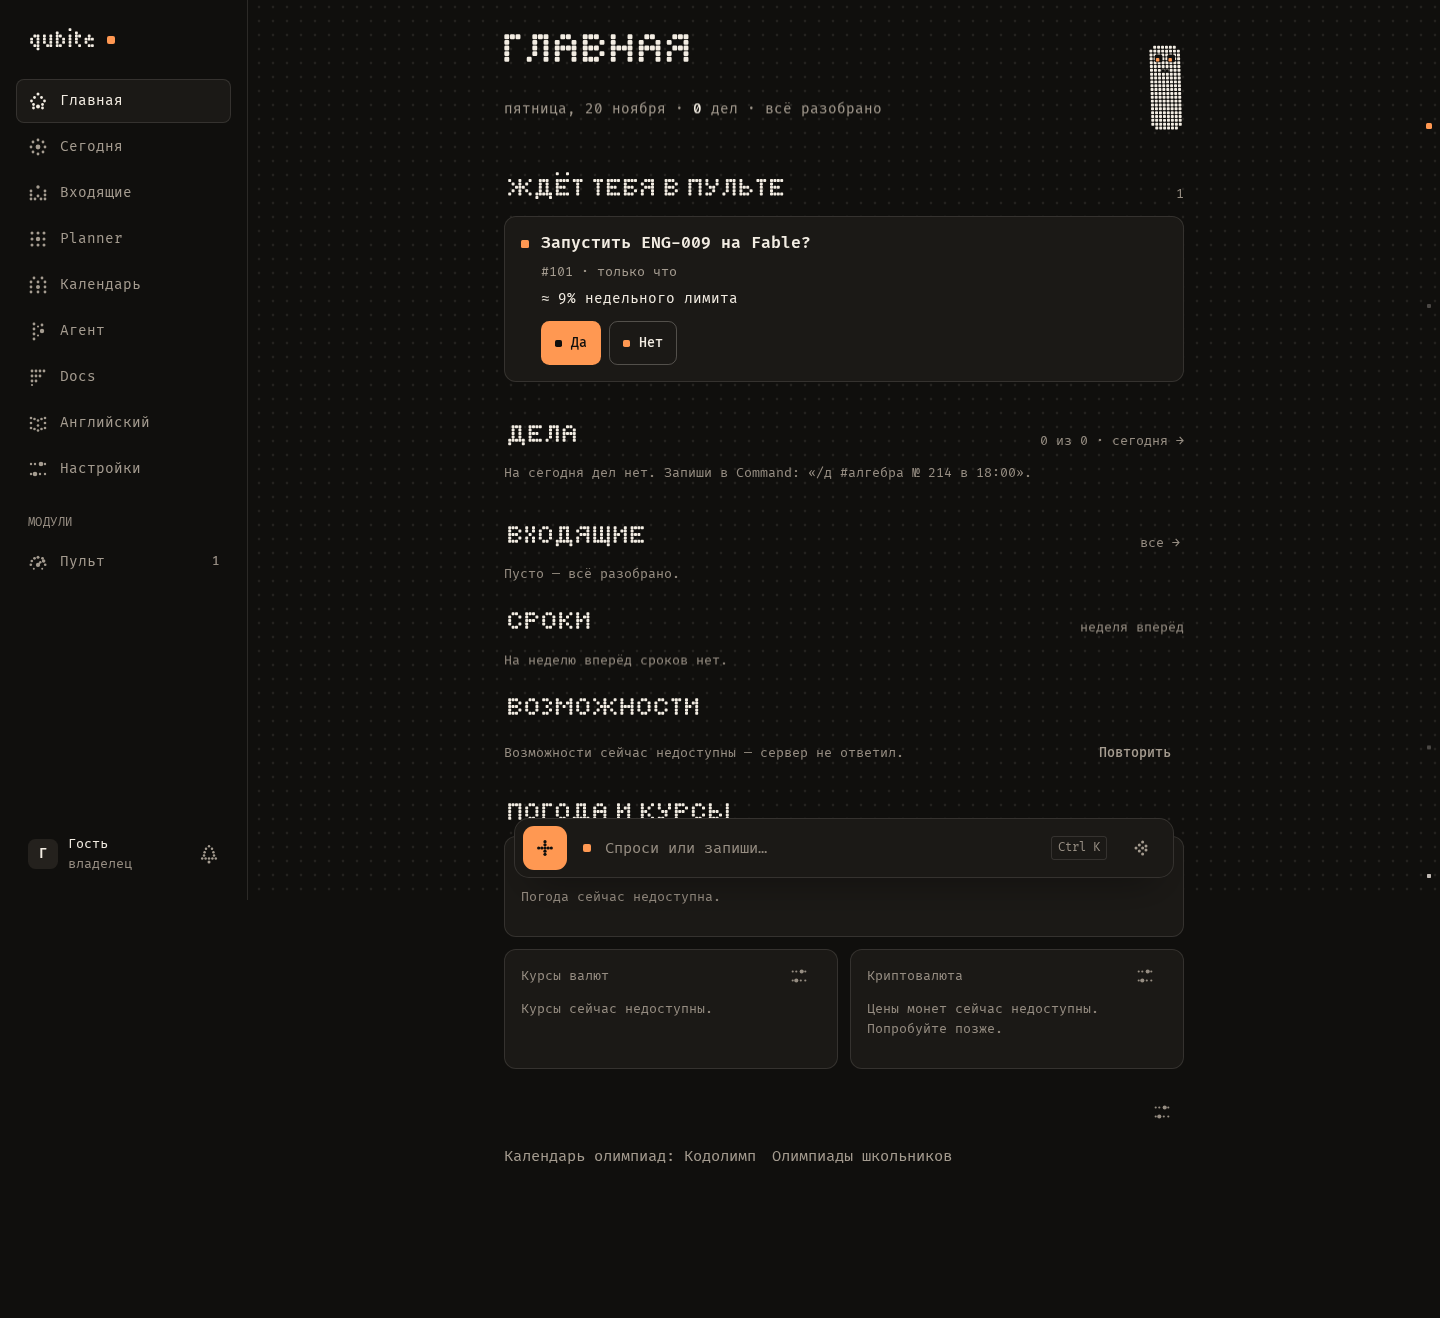 qubite
Главная
Сегодня
Входящие
Planner
Календарь
Агент
Docs
Английский
Настройки
МОДУЛИ
Пульт 1
Г
Гость
владелец
ГЛАВНАЯ
пятница, 20 ноября · 0 дел · всё разобрано
ЖДЁТ ТЕБЯ В ПУЛЬТЕ 1
Запустить ENG-009 на Fable?
#101 · только что
≈ 9% недельного лимита
Да Нет
ДЕЛА 0 из 0 · сегодня →
На сегодня дел нет. Запиши в Command: «/д #алгебра № 214 в 18:00».
ВХОДЯЩИЕ все →
Пусто — всё разобрано.
СРОКИ неделя вперёд
На неделю вперёд сроков нет.
ВОЗМОЖНОСТИ
Возможности сейчас недоступны — сервер не ответил. Повторить
ПОГОДА И КУРСЫ
Спроси или запиши… Ctrl K
Погода сейчас недоступна.
Курсы валют
Курсы сейчас недоступны.
Криптовалюта
Цены монет сейчас недоступны.
Попробуйте позже.
Календарь олимпиад: Кодолимп Олимпиады школьников